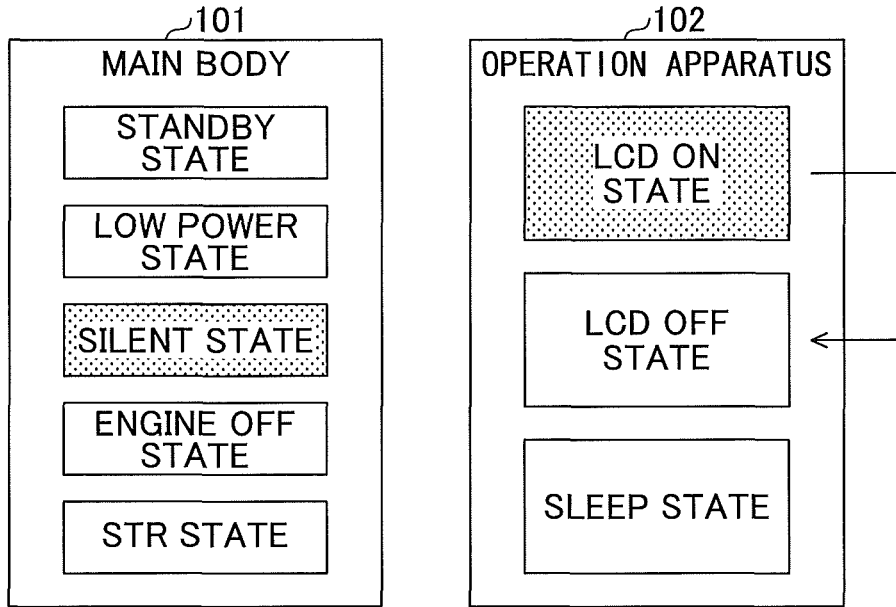 101
MAIN BODY
STANDBY
STATE
LOW POWER
STATE
SILENT STATE
ENGINE OFF
STATE
STR STATE
102
OPERATION APPARATUS
LCD ON
STATE
LCD OFF
STATE
SLEEP STATE